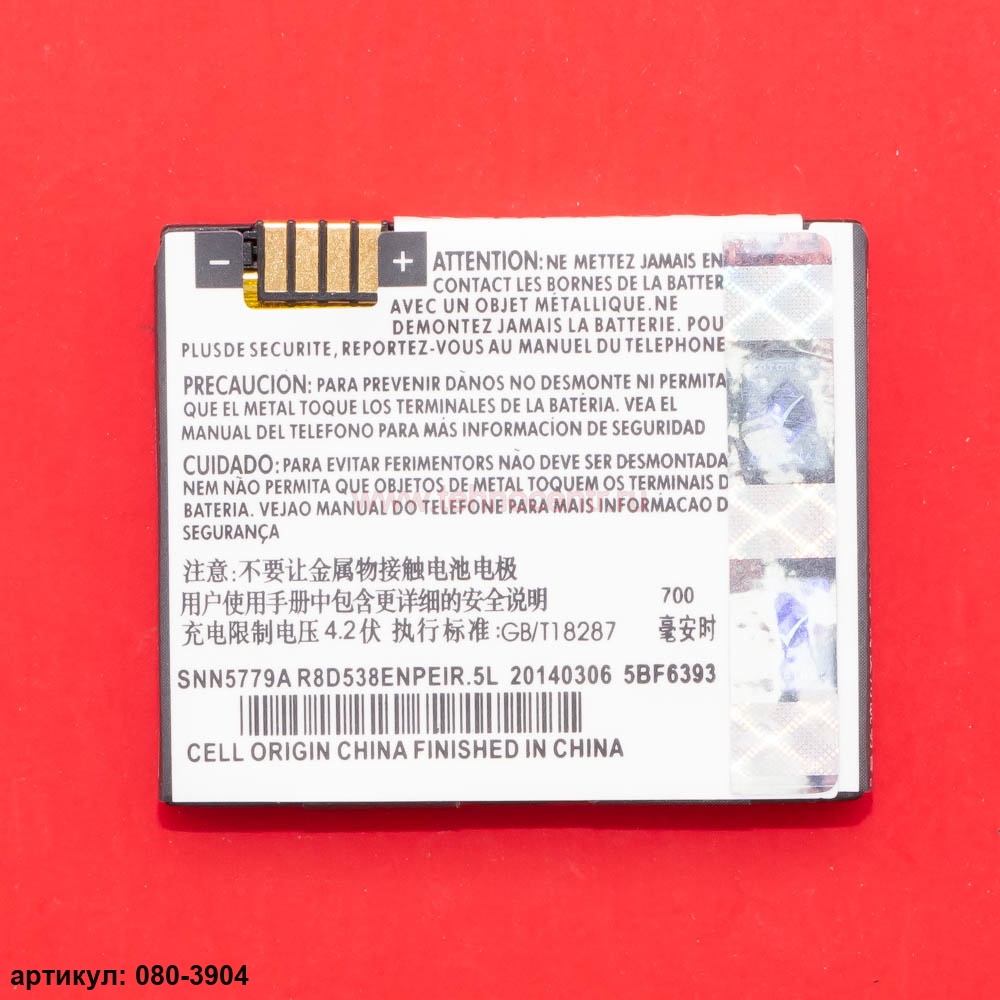 − + ATTENTION: NE METTEZ JAMAIS EN
CONTACT LES BORNES DE LA BATTER
AVEC UN OBJET MÉTALLIQUE.NE
DEMONTEZ JAMAIS LA BATTERIE. POU
PLUSDE SECURITE, REPORTEZ-VOUS AU MANUEL DU TELEPHONE
PRECAUCION: PARA PREVENIR DÀNOS NO DESMONTE NI PERMITA
QUE EL METAL TOQUE LOS TERMINALES DE LA BATÉRIA. VEA EL
MANUAL DEL TELEFONO PARA MÁS INFORMACION DE SEGURIDAD
CUIDADO: PARA EVITAR FERIMENTORS NÃO DEVE SER DESMONTADA
NEM NÃO PERMITA QUE OBJETOS DE METAL TOQUEM OS TERMINAIS D
BATERIA. VEJAO MANUAL DO TELEFONE PARA MAIS INFORMACAO D
SEGURANÇA
www.tehnocentr.ru
注意:不要让金属物接触电池电极
用户使用手册中包含更详细的安全说明 700
充电限制电压4.2伏 执行标准:GB/T18287 毫安时
SNN5779A R8D538ENPEIR.5L 20140306 5BF6393
CELL ORIGIN CHINA FINISHED IN CHINA
артикул: 080-3904